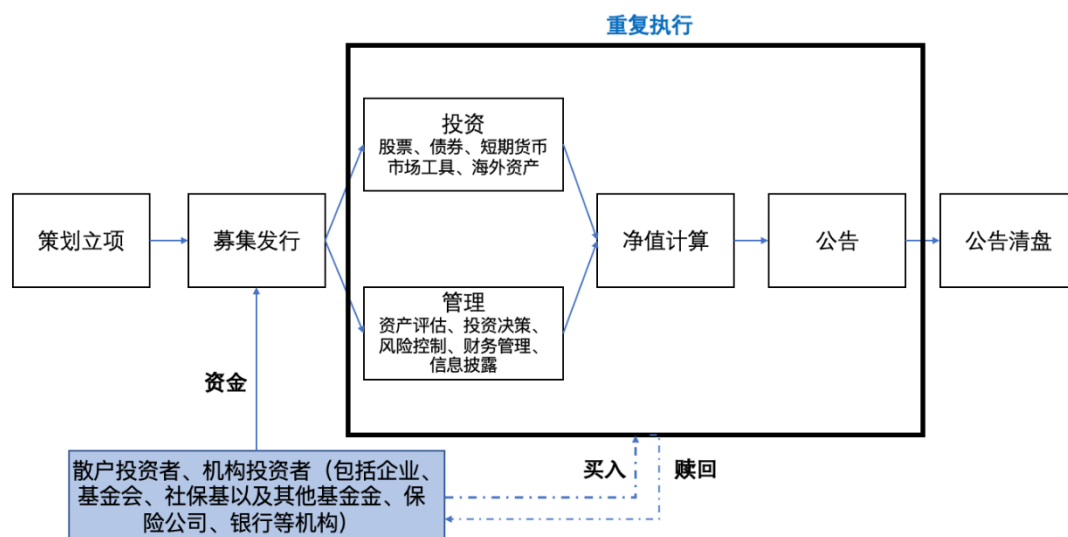 重复执行
投资
股票、债券、短期货币
市场工具、海外资产
策划立项
募集发行
净值计算
公告
公告清盘
管理
资产评估、投资决策、
风险控制、财务管理、
信息披露
资金
散户投资者、机构投资者（包括企业、
基金会、社保基以及其他基金金、保
险公司、银行等机构）
买入
赎回